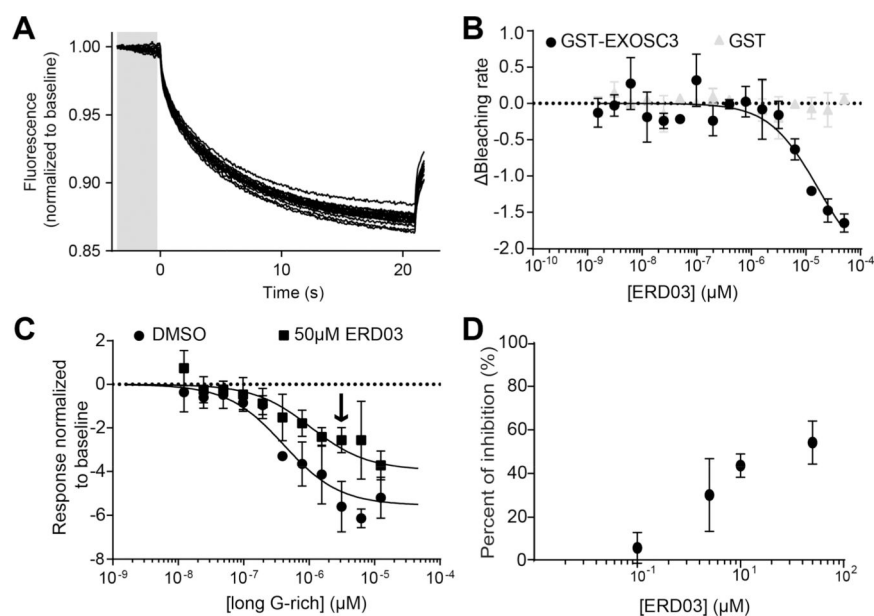 A
Fluorescence
(normalized to baseline)
1.00
0.95
0.90
0.85
0
10
20
Time (s)
B
GST-EXOSC3
GST
ΔBleaching rate
1.0
0.5
0.0
-0.5
-1.0
-1.5
-2.0
10-10
10-9
10-8
10-7
10-6
10-5
10-4
[ERD03] (µM)
C
DMSO
50µM ERD03
Response normalized
to baseline
2
0
-2
-4
-6
-8
10-9
10-8
10-7
10-6
10-5
10-4
[long G-rich] (µM)
D
Percent of inhibition (%)
100
80
60
40
20
0
10-1
101
102
[ERD03] (µM)